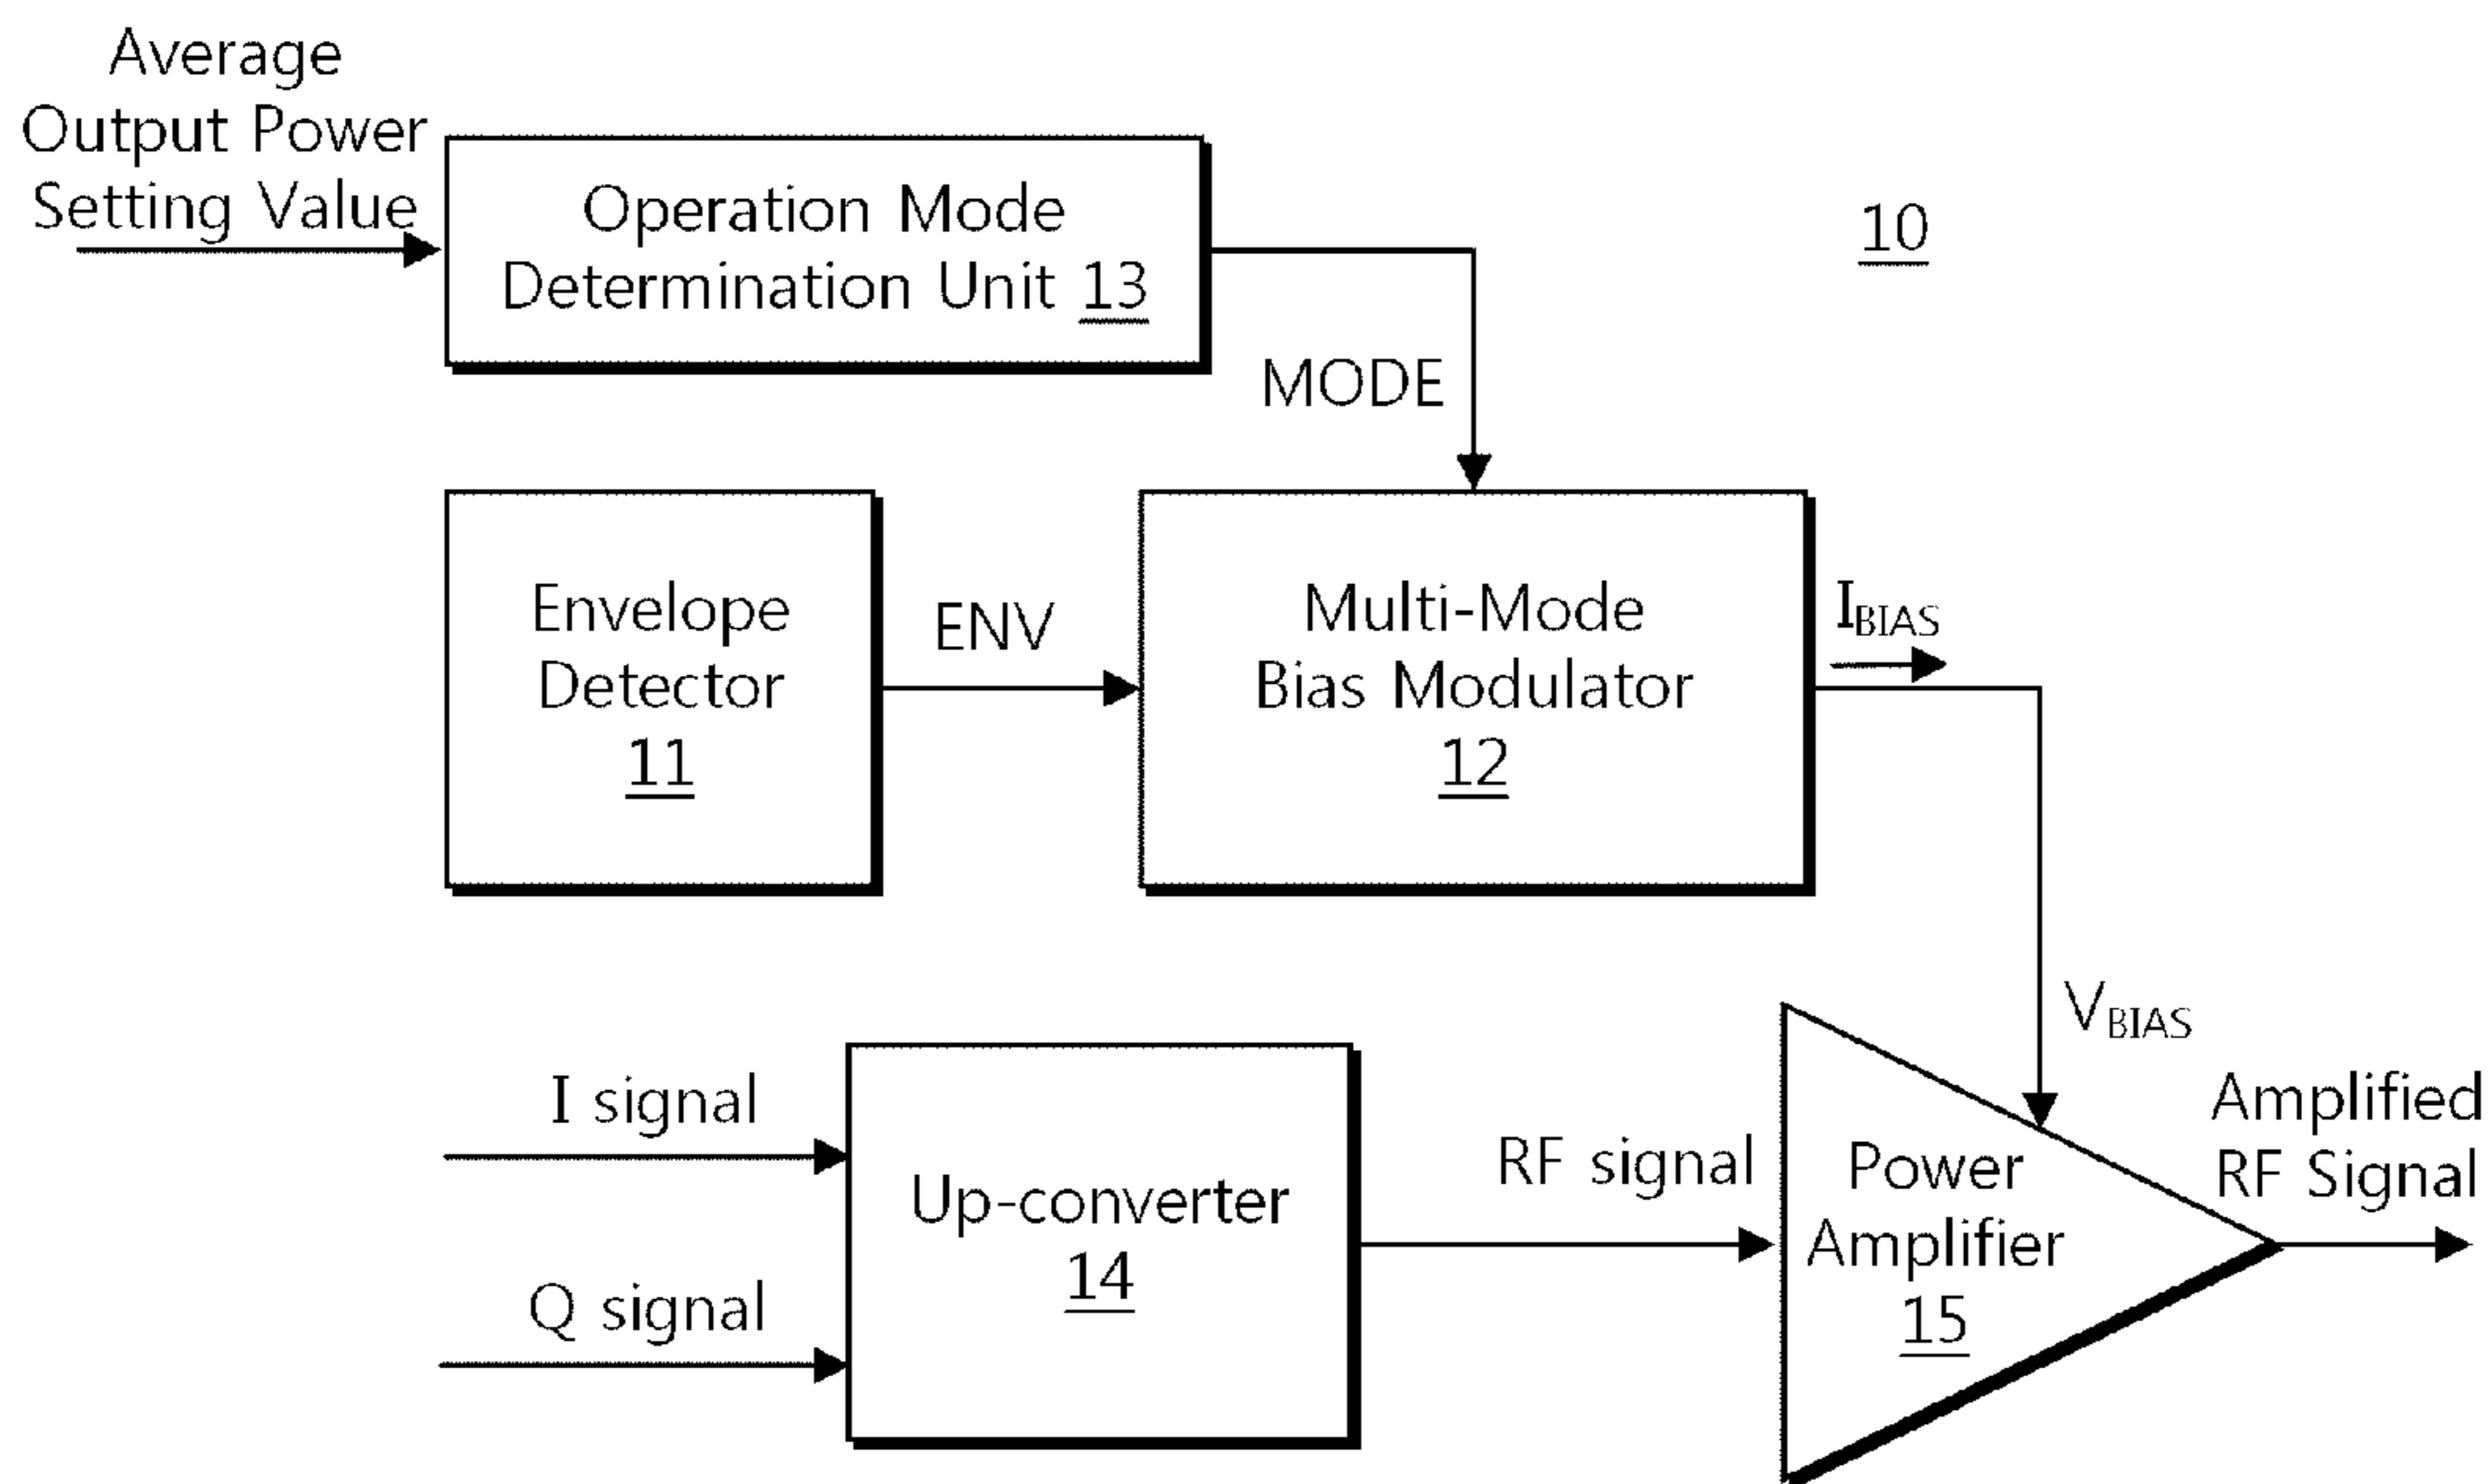 Average
Output Power
Setting Value
Operation Mode
Determination Unit 13
10
MODE
Envelope
Detector
11
ENV
Multi-Mode
Bias Modulator
12
IBIAS
VBIAS
I signal
Q signal
Up-converter
14
RF signal
Power
Amplifier
15
Amplified
RF Signal